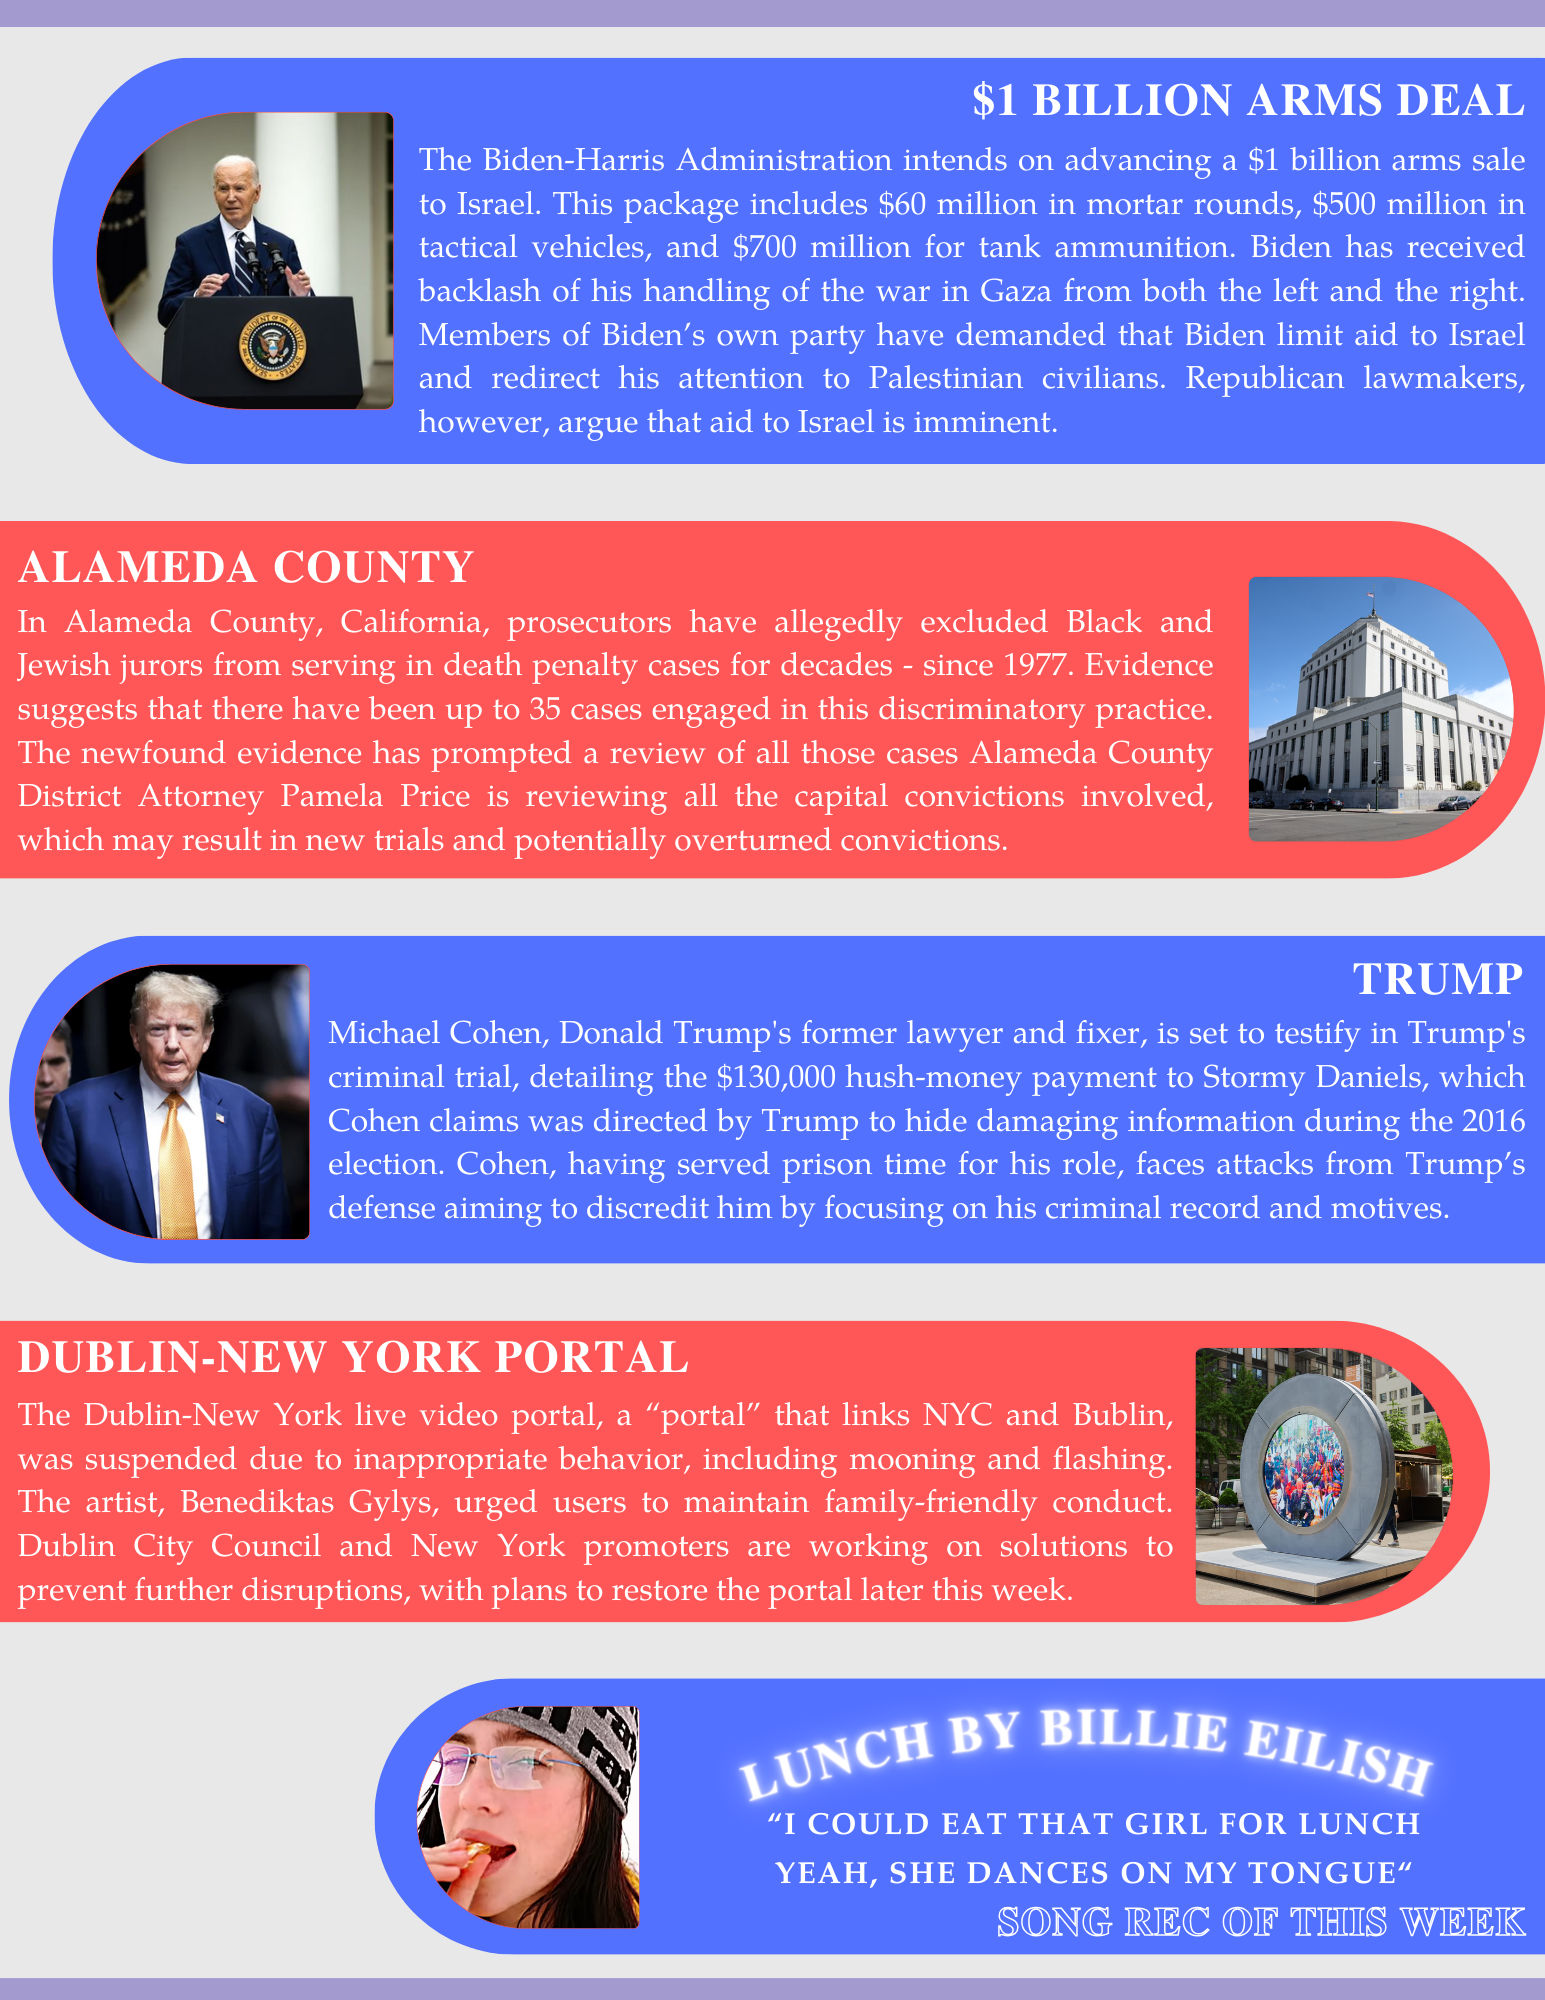 $1 BILLION ARMS DEAL
The Biden-Harris Administration intends on advancing a $1 billion arms sale
to Israel. This package includes $60 million in mortar rounds, $500 million in
tactical vehicles, and $700 million for tank ammunition. Biden has received
backlash of his handling of the war in Gaza from both the left and the right.
Members of Biden’s own party have demanded that Biden limit aid to Israel
and redirect his attention to Palestinian civilians. Republican lawmakers,
however, argue that aid to Israel is imminent.
SEAL OF THE PRESIDENT OF THE UNITED STATES
ALAMEDA COUNTY
In Alameda County, California, prosecutors have allegedly excluded Black and
Jewish jurors from serving in death penalty cases for decades - since 1977. Evidence
suggests that there have been up to 35 cases engaged in this discriminatory practice.
The newfound evidence has prompted a review of all those cases Alameda County
District Attorney Pamela Price is reviewing all the capital convictions involved,
which may result in new trials and potentially overturned convictions.
TRUMP
Michael Cohen, Donald Trump's former lawyer and fixer, is set to testify in Trump's
criminal trial, detailing the $130,000 hush-money payment to Stormy Daniels, which
Cohen claims was directed by Trump to hide damaging information during the 2016
election. Cohen, having served prison time for his role, faces attacks from Trump’s
defense aiming to discredit him by focusing on his criminal record and motives.
DUBLIN-NEW YORK PORTAL
The Dublin-New York live video portal, a “portal” that links NYC and Bublin,
was suspended due to inappropriate behavior, including mooning and flashing.
The artist, Benediktas Gylys, urged users to maintain family-friendly conduct.
Dublin City Council and New York promoters are working on solutions to
prevent further disruptions, with plans to restore the portal later this week.
LUNCH BY BILLIE EILISH
“I COULD EAT THAT GIRL FOR LUNCH
YEAH, SHE DANCES ON MY TONGUE“
SONG REC OF THIS WEEK